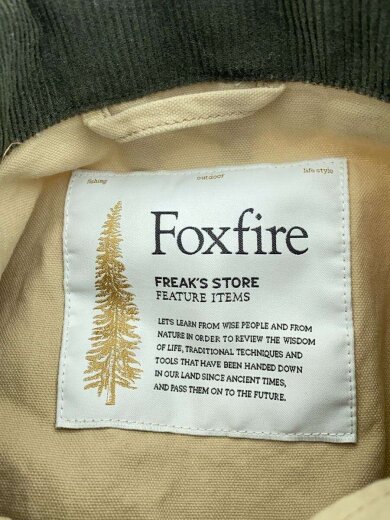 fishing outdoor life style
Foxfire
FREAK'S STORE
FEATURE ITEMS
LET'S LEARN FROM WISE PEOPLE AND FROM
NATURE IN ORDER TO REVIEW THE WISDOM
OF LIFE, TRADITIONAL TECHNIQUES AND
TOOLS THAT HAVE BEEN HANDED DOWN
IN OUR LAND SINCE ANCIENT TIMES,
AND PASS THEM ON TO THE FUTURE.